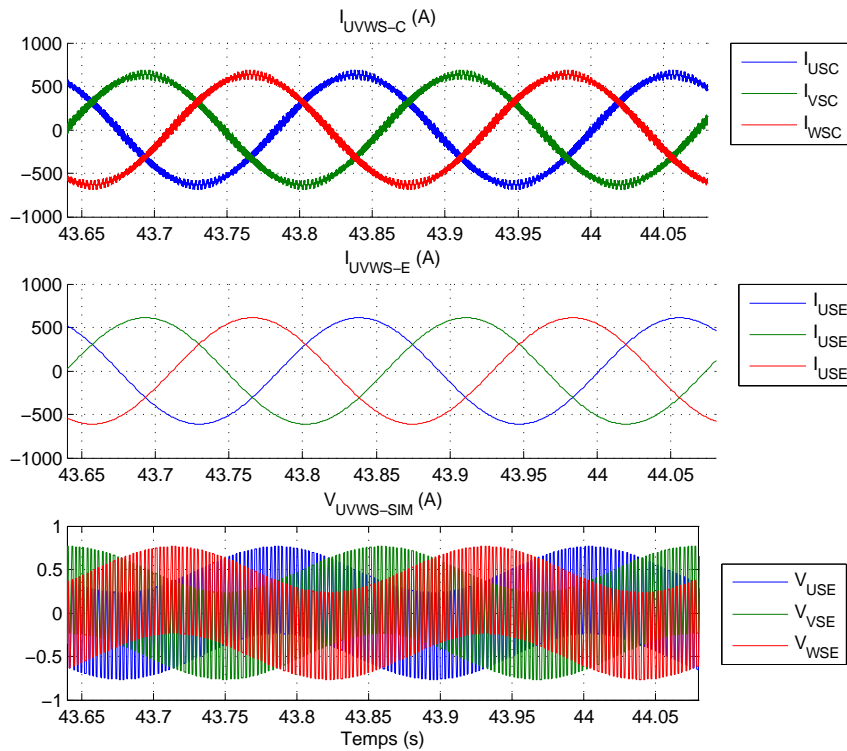 I_UVWS−C (A)
1000
500
0
−500
−1000
43.65 43.7 43.75 43.8 43.85 43.9 43.95 44 44.05
I_USC
I_VSC
I_WSC
I_UVWS−E (A)
1000
500
0
−500
−1000
43.65 43.7 43.75 43.8 43.85 43.9 43.95 44 44.05
I_USE
I_USE
I_USE
V_UVWS−SIM (A)
1
0.5
0
−0.5
−1
43.65 43.7 43.75 43.8 43.85 43.9 43.95 44 44.05
Temps (s)
V_USE
V_VSE
V_WSE